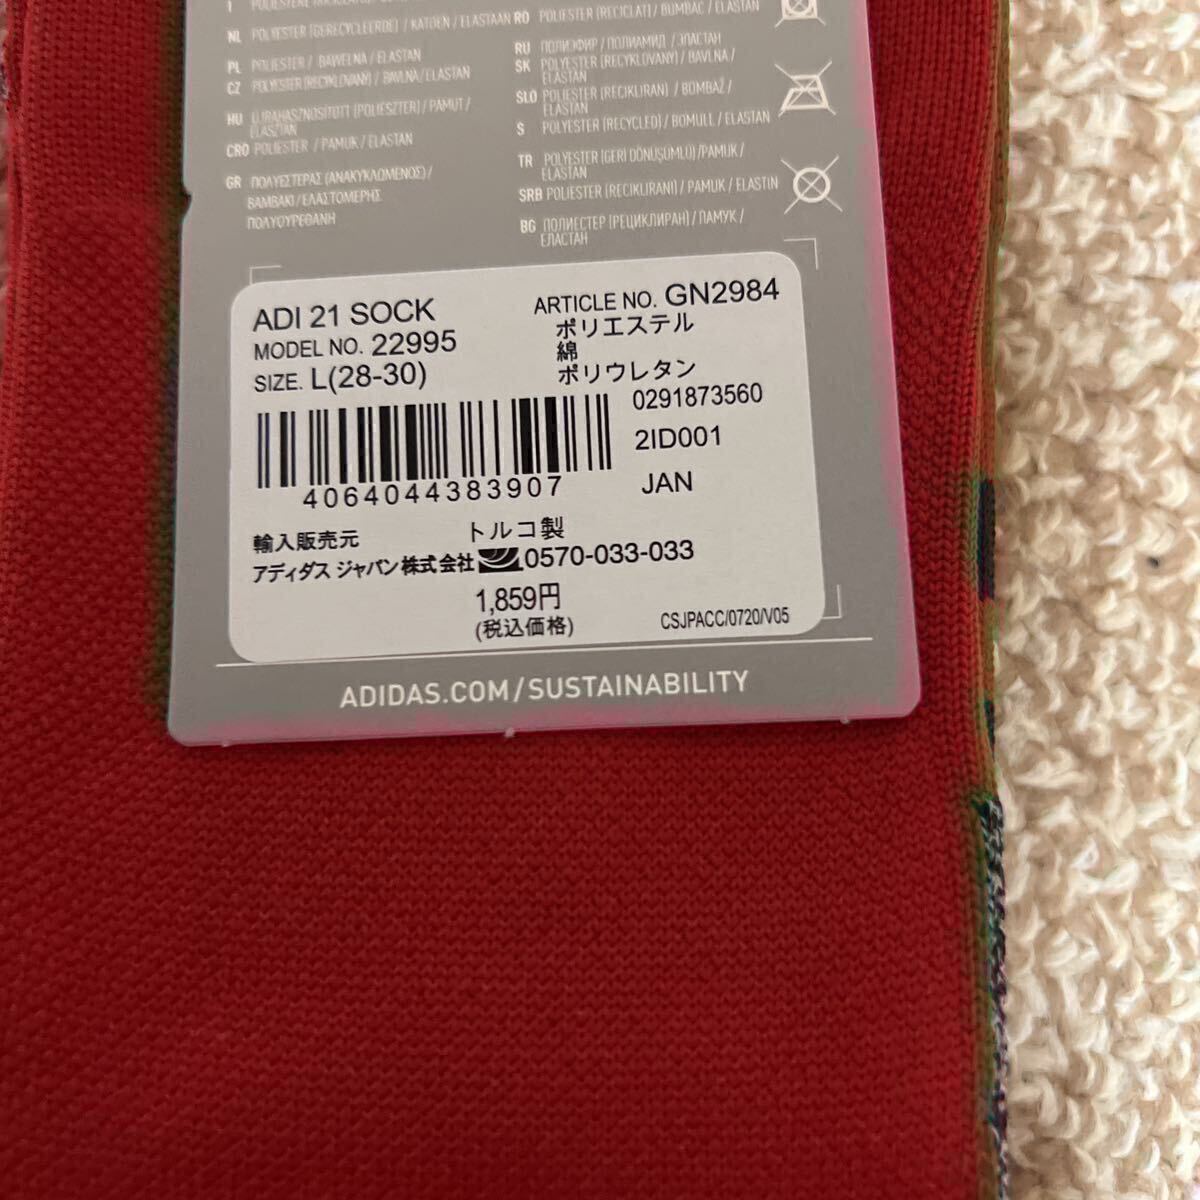 NL POLYESTER (GERECYCLEERDE) / KATOEN / ELASTAAN
PL POLIESTER / BAWEŁNA / ELASTAN
CZ POLYESTER (RECYKLOVANÝ) / BAVLNA / ELASTAN
HU ÚJRAHASZNOSÍTOTT (POLIÉSZTER) / PAMUT /
ELASZTÁN
CRO POLIESTER / PAMUK / ELASTAN
GR ΠΟΛΥΕΣΤΕΡΑΣ (ΑΝΑΚΥΚΛΩΜΕΝΟΣ) /
ΒΑΜΒΑΚΙ / ΕΛΑΣΤΟΜΕΡΗΣ
ΠΟΛΥΟΥΡΕΘΑΝΗ
RO POLIESTER (RECICLAT) / BUMBAC / ELASTAN
RU ПОЛИЭФИР / ПОЛИАМИД / ЭЛАСТАН
SK POLYESTER (RECYKLOVANÝ) / BAVLNA /
ELASTAN
SLO POLYESTER (RECIKLIRAN) / BOMBAŽ /
ELASTAN
S POLYESTER (RECYCLED) / BOMULL / ELASTAN
TR POLYESTER (GERİ DÖNÜŞÜMLÜ) /PAMUK /
ELASTAN
SRB POLIESTER (RECIKLIRANI) / PAMUK / ELASTIN
BG ПОЛИЕСТЕР (РЕЦИКЛИРАН) / ПАМУК /
ЕЛАСТАН
ADI 21 SOCK
ARTICLE NO. GN2984
MODEL NO. 22995
SIZE. L(28-30)
ポリエステル
綿
ポリウレタン
0291873560
2ID001
JAN
4064044383907
輸入販売元
トルコ製
アディダス ジャパン株式会社
0570-033-033
1,859円
(税込価格)
CSJPACC/0720/V05
ADIDAS.COM/SUSTAINABILITY